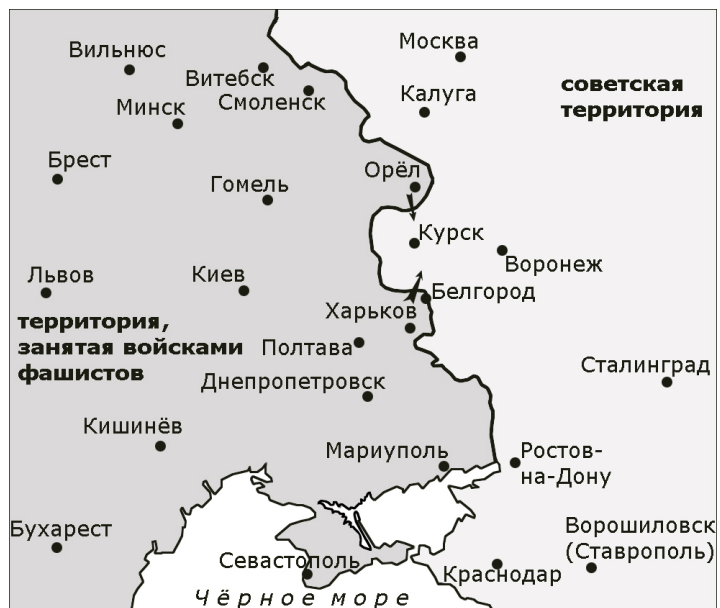 Вильнюс
Москва
Витебск
советская
территория
Смоленск
Калуга
Минск
Брест
Орёл
Гомель
Курск
Воронеж
Львов
Киев
Белгород
Харьков
территория,
занятая войсками
фашистов
Полтава
Сталинград
Днепропетровск
Кишинёв
Мариуполь
Ростов-
на-Дону
Бухарест
Ворошиловск
(Ставрополь)
Севастополь
Краснодар
Чёрное море